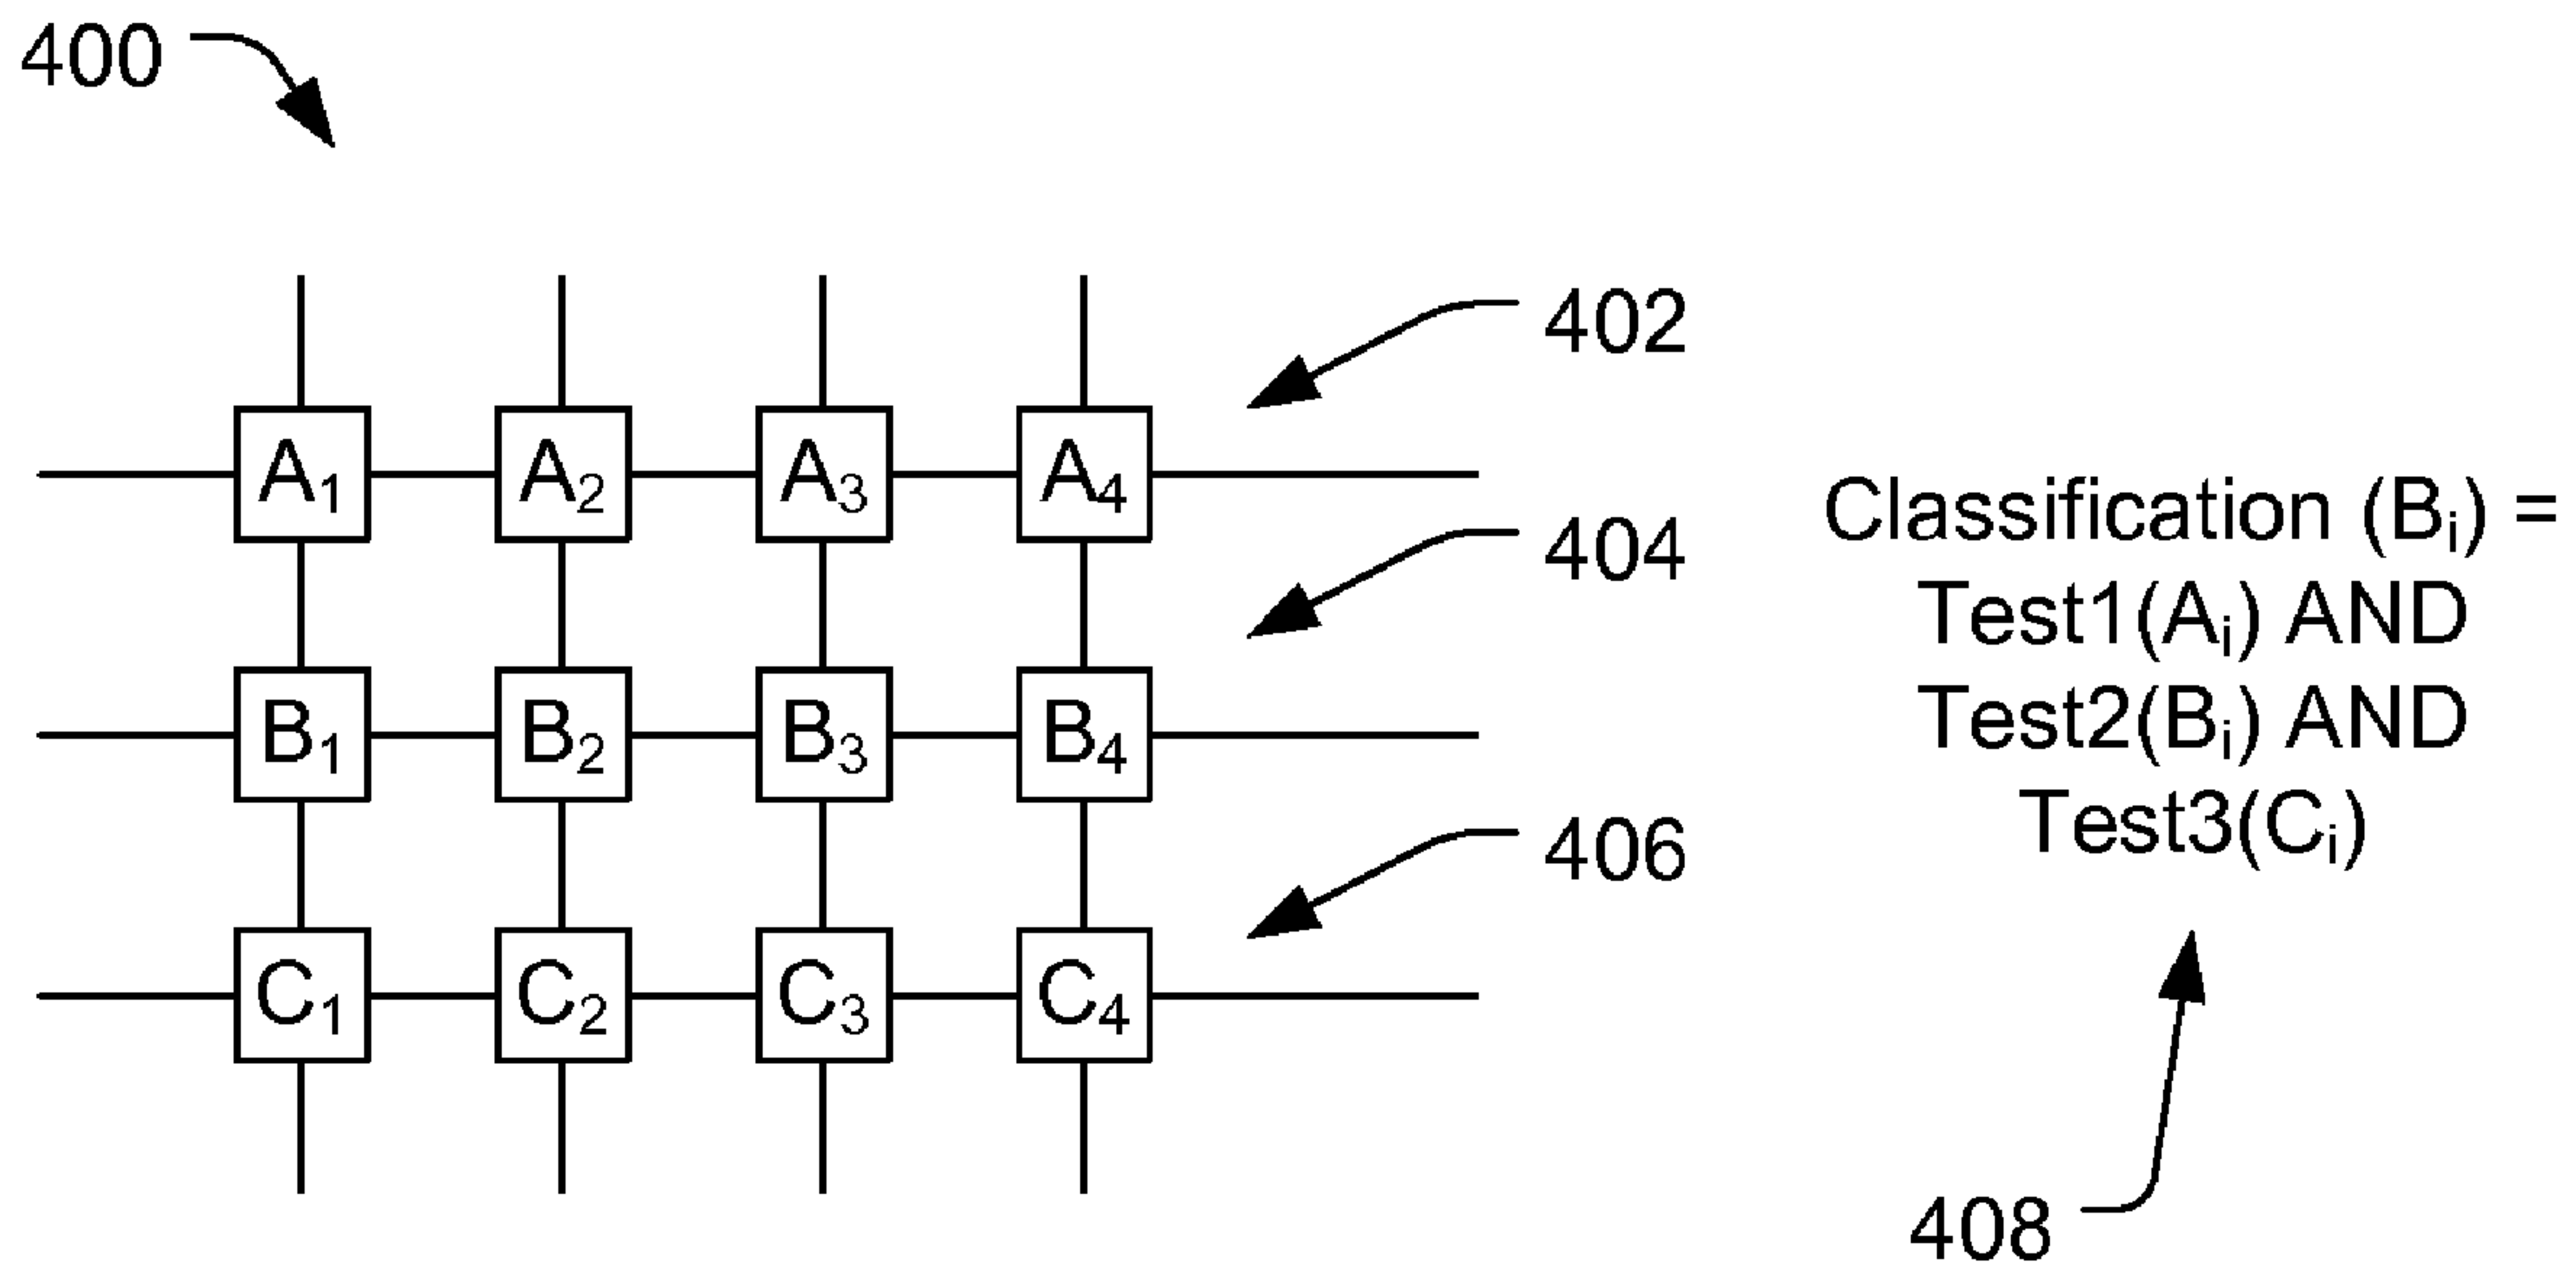 400
402
A1 A2 A3 A4
404
B1 B2 B3 B4
406
C1 C2 C3 C4
Classification (Bi) =
Test1(Ai) AND
Test2(Bi) AND
Test3(Ci)
408